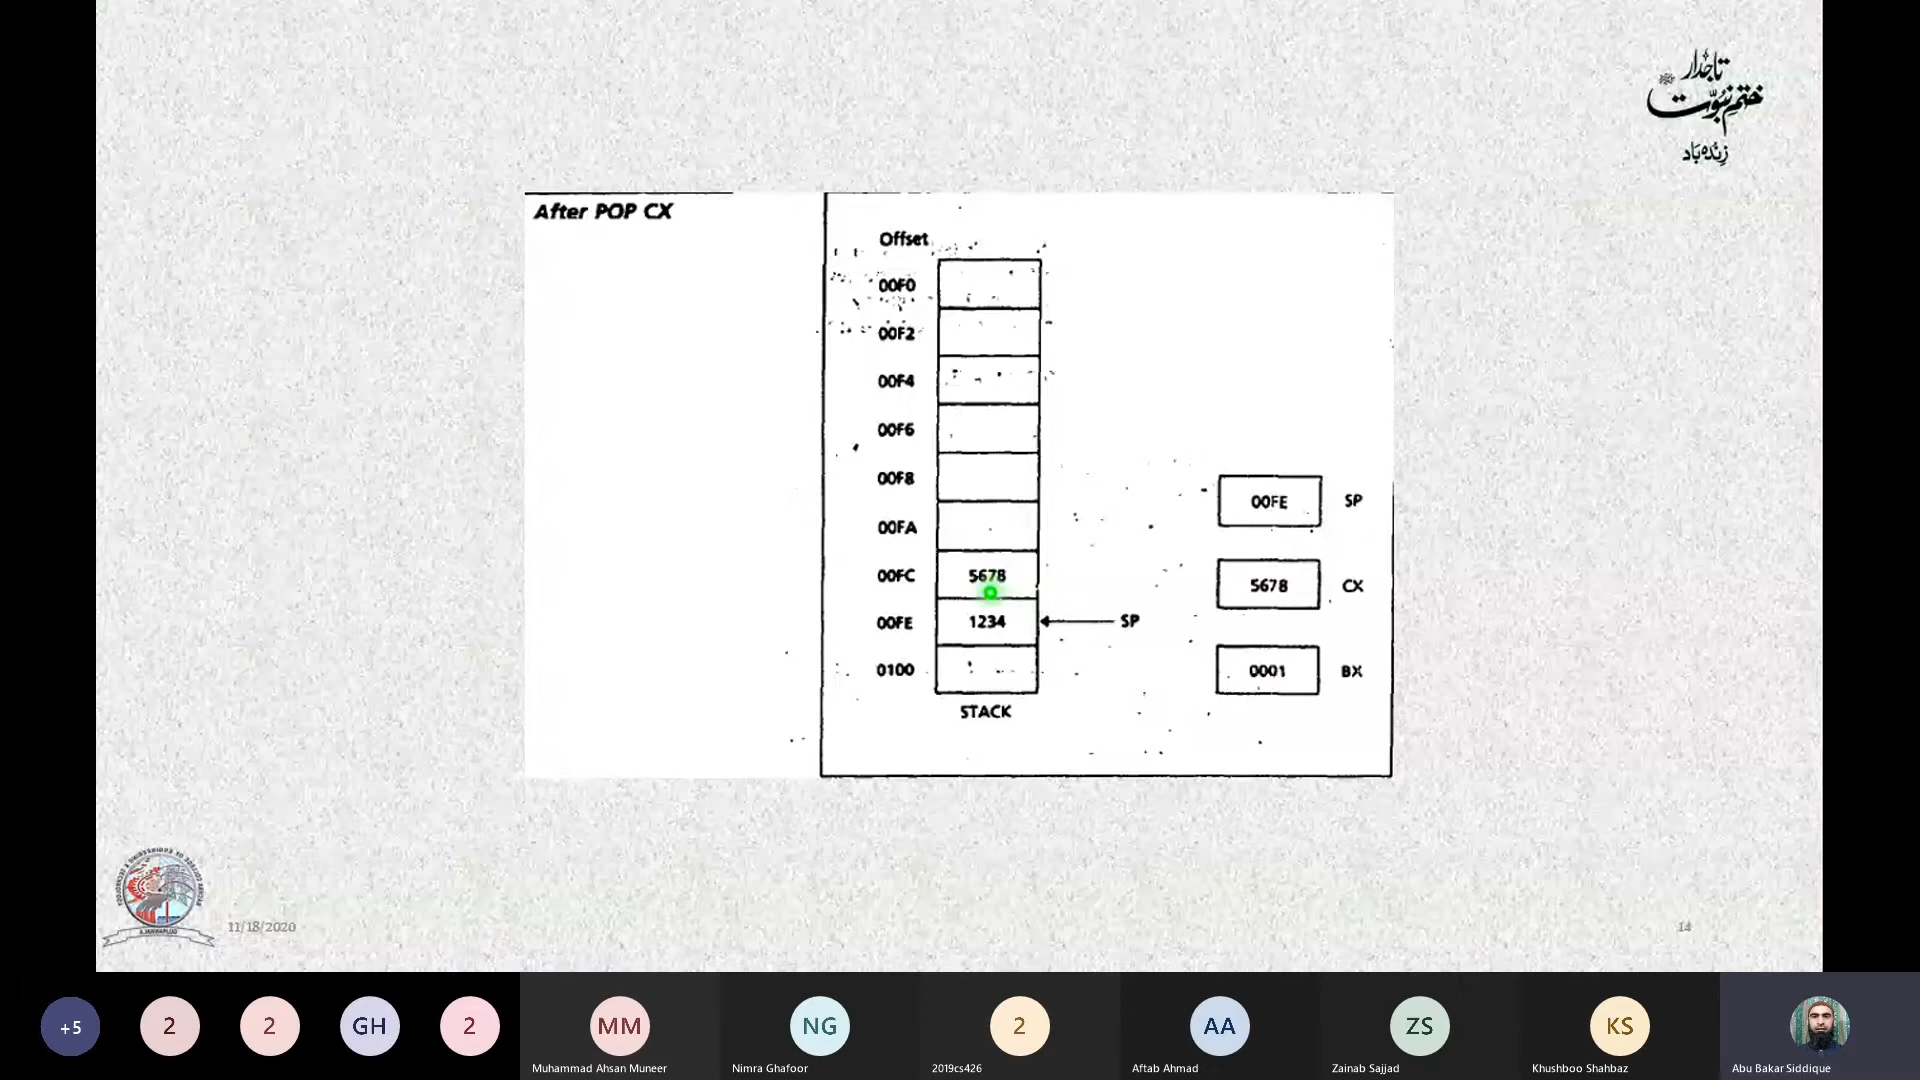 تاجدار
ختم نبوّت
زندہ باد
After POP CX
Offset
00F0
00F2
00F4
00F6
00F8
00FA
00FC 5678
00FE 1234 SP
0100
STACK
00FE SP
5678 CX
0001 BX
11/18/2020
14
+5
2
2
GH
2
MM
Muhammad Ahsan Muneer
NG
Nimra Ghafoor
2
2019cs426
AA
Aftab Ahmad
ZS
Zainab Sajjad
KS
Khushboo Shahbaz
Abu Bakar Siddique